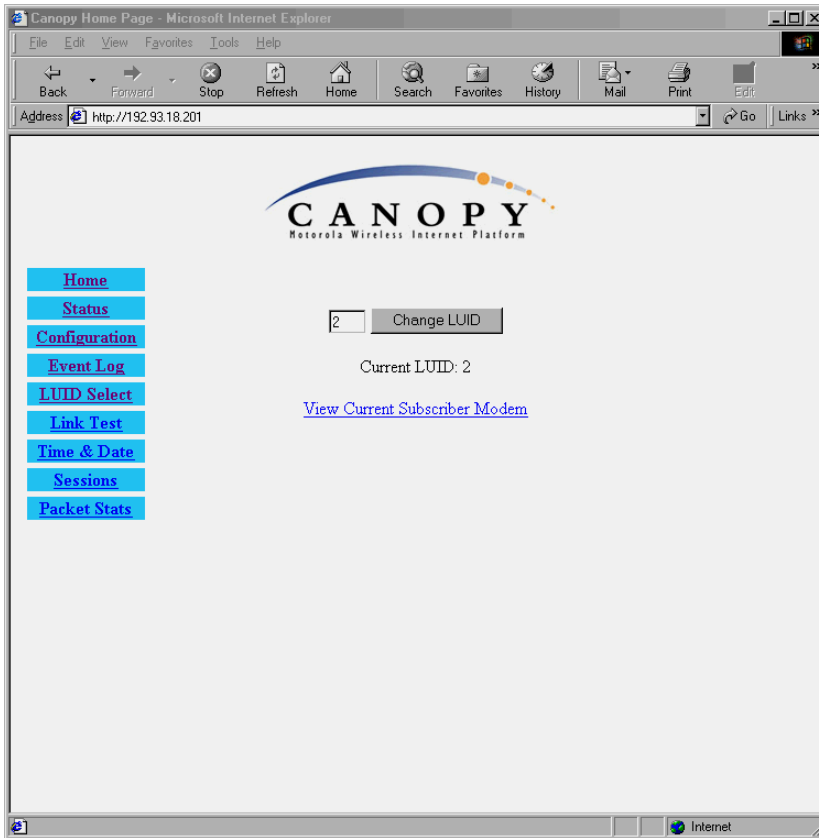 Canopy Home Page - Microsoft Internet Explorer
File Edit View Favorites Tools Help
Back Forward Stop Refresh Home Search Favorites History Mail Print Edit »
Address http://192.93.18.201 Go Links »
CANOPY
Motorola Wireless Internet Platform
Home
Status
Configuration
Event Log
LUID Select
Link Test
Time & Date
Sessions
Packet Stats
2 Change LUID
Current LUID: 2
View Current Subscriber Modem
Internet